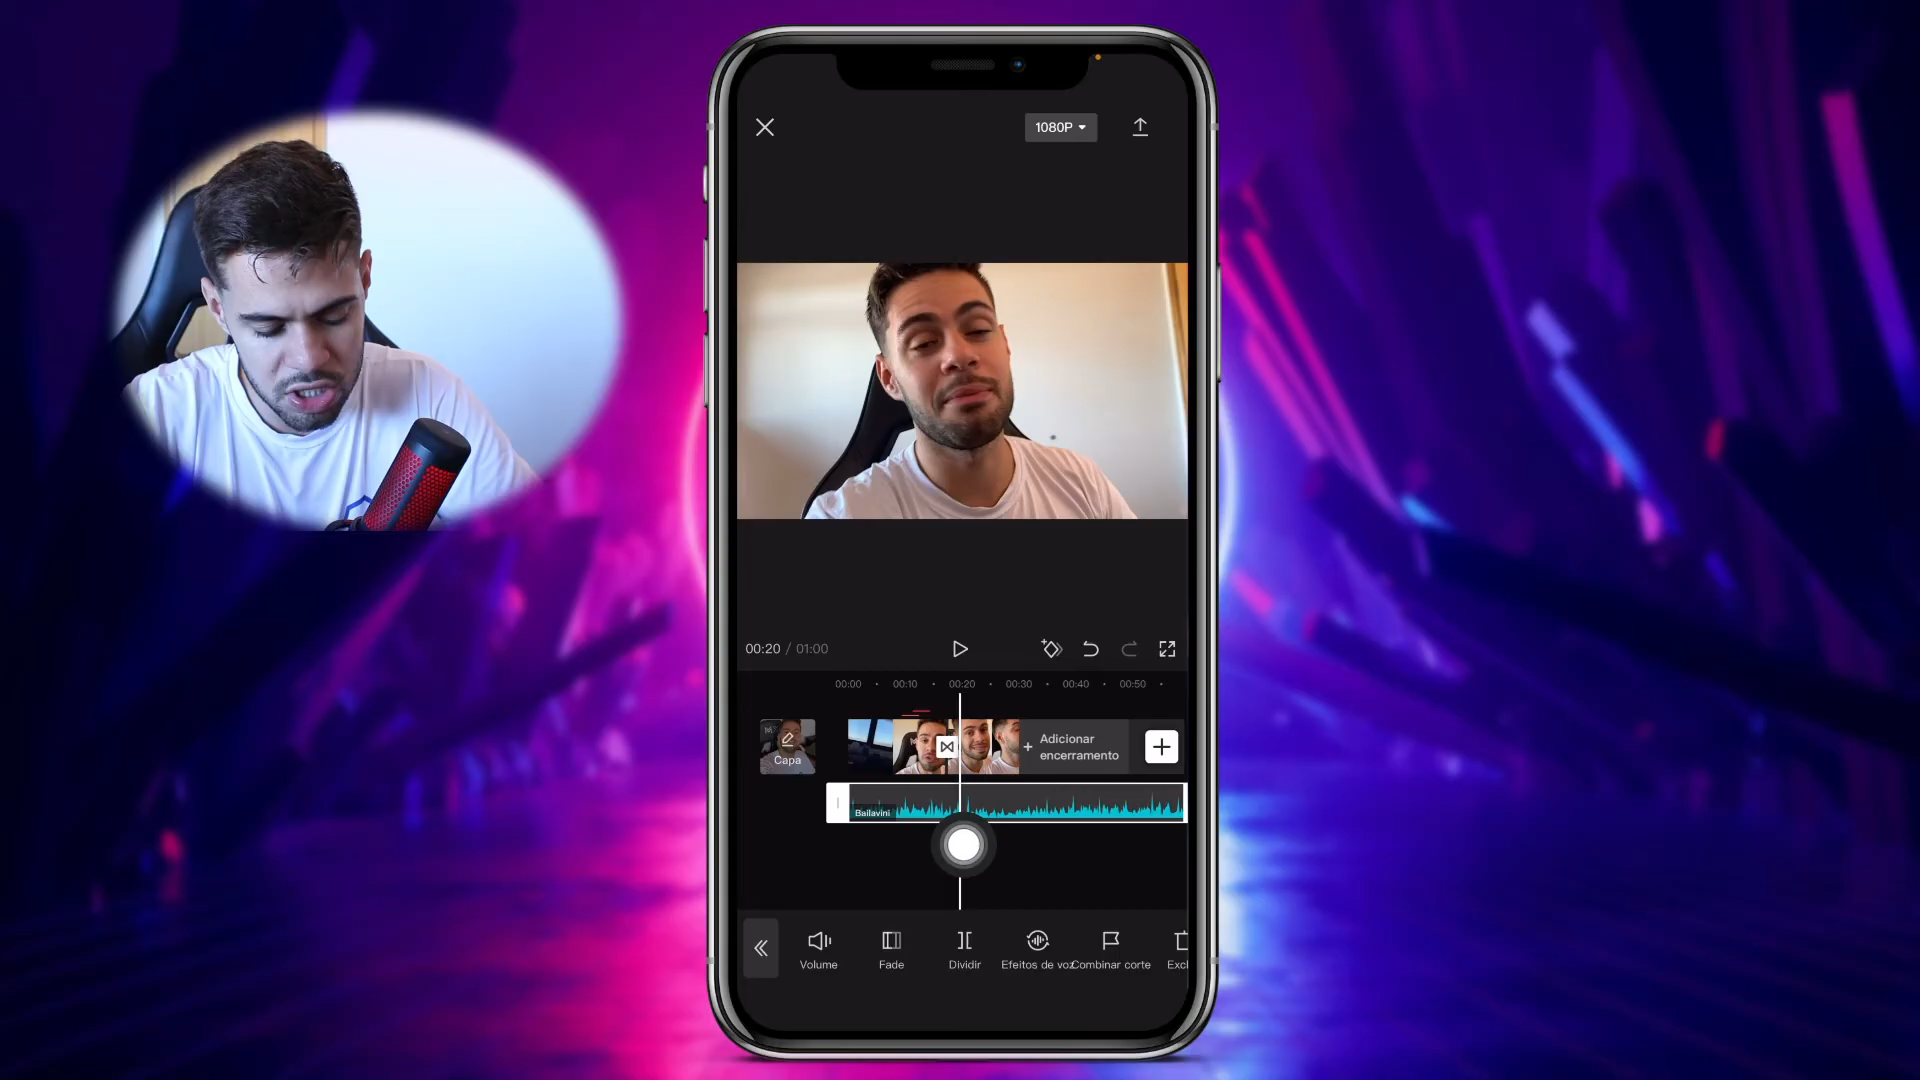 1080P
00:20 / 01:00
00:00 00:10 00:20 00:30 00:40 00:50
Capa
+ Adicionar
encerramento
Bailavini
Volume
Fade
Dividir
Efeitos de voz
Combinar corte
Excl